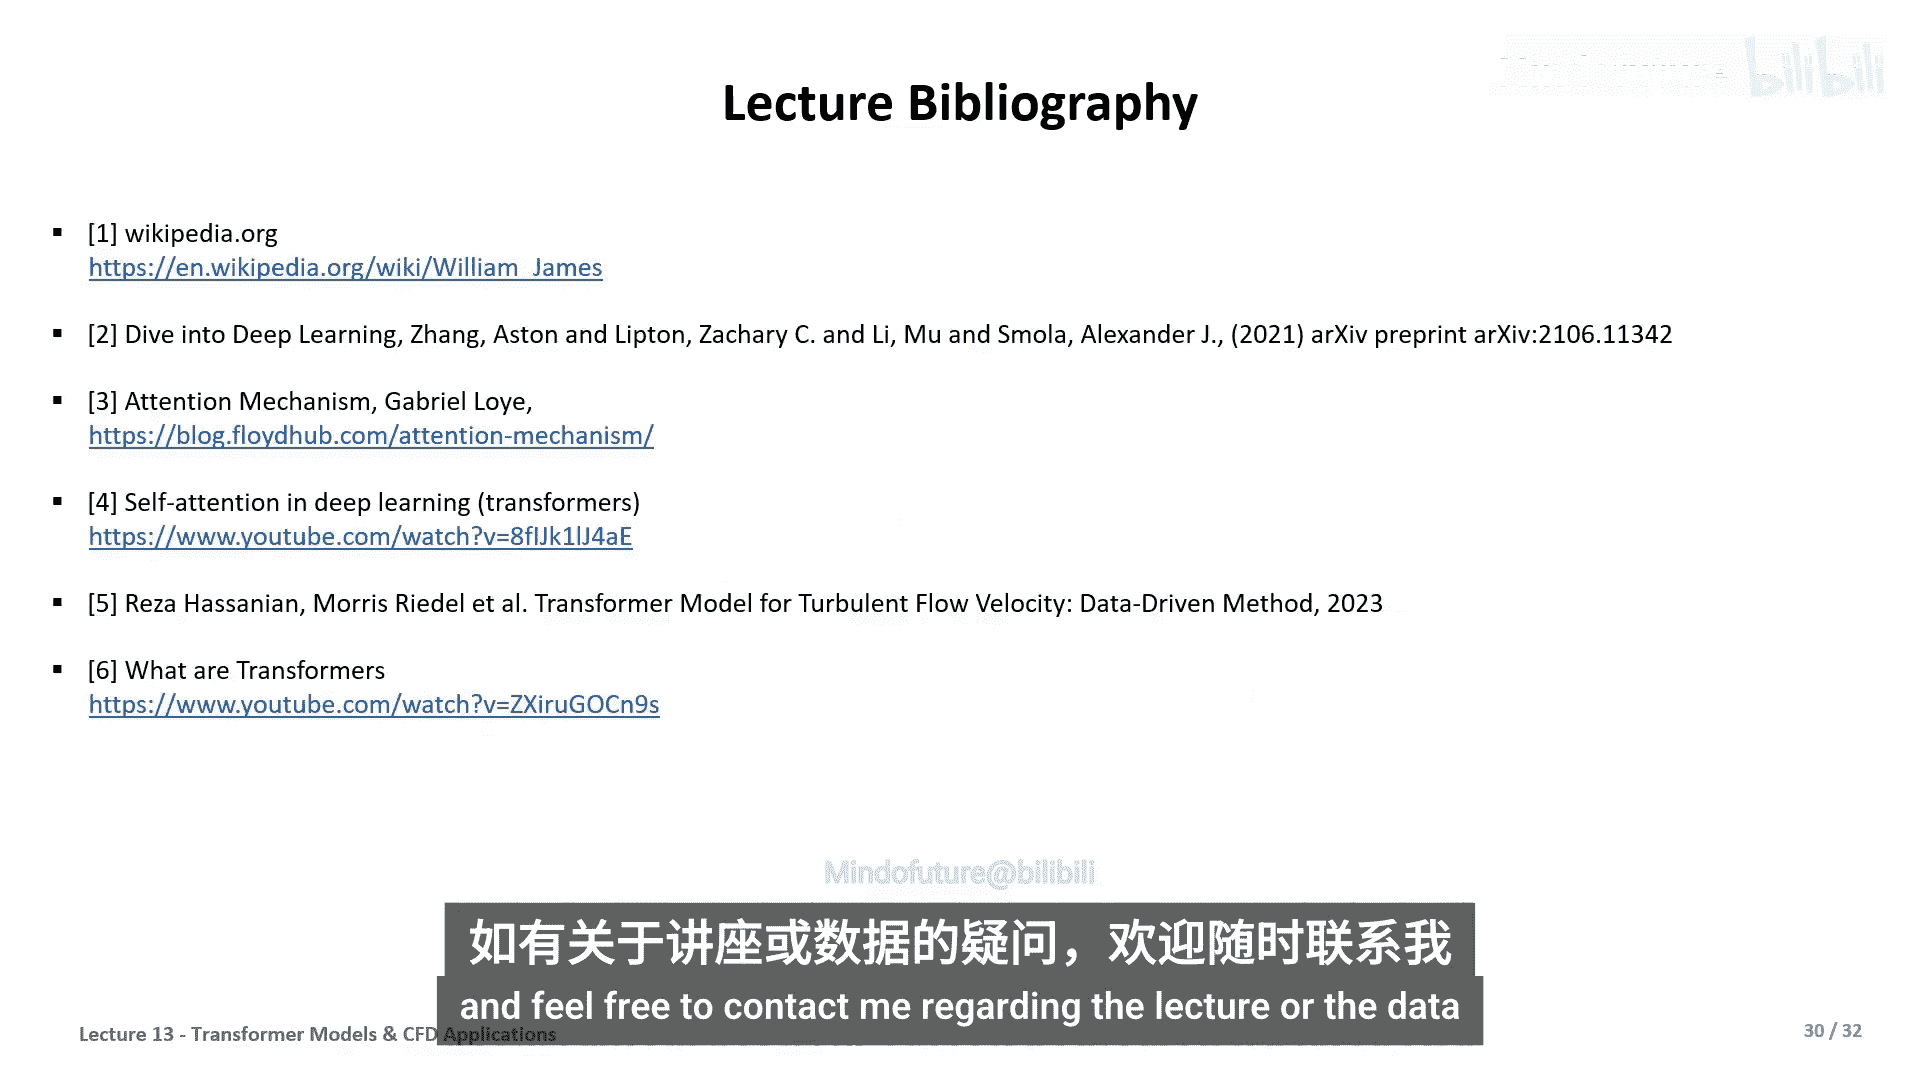 bilibili
Lecture Bibliography
▪ [1] wikipedia.org
https://en.wikipedia.org/wiki/William_James
▪ [2] Dive into Deep Learning, Zhang, Aston and Lipton, Zachary C. and Li, Mu and Smola, Alexander J., (2021) arXiv preprint arXiv:2106.11342
▪ [3] Attention Mechanism, Gabriel Loye,
https://blog.floydhub.com/attention-mechanism/
▪ [4] Self-attention in deep learning (transformers)
https://www.youtube.com/watch?v=8fIJk1lJ4aE
▪ [5] Reza Hassanian, Morris Riedel et al. Transformer Model for Turbulent Flow Velocity: Data-Driven Method, 2023
▪ [6] What are Transformers
https://www.youtube.com/watch?v=ZXiruGOCn9s
Mindofuture@bilibili
如有关于讲座或数据的疑问，欢迎随时联系我
and feel free to contact me regarding the lecture or the data
Lecture 13 - Transformer Models & CFD Applications
30 / 32